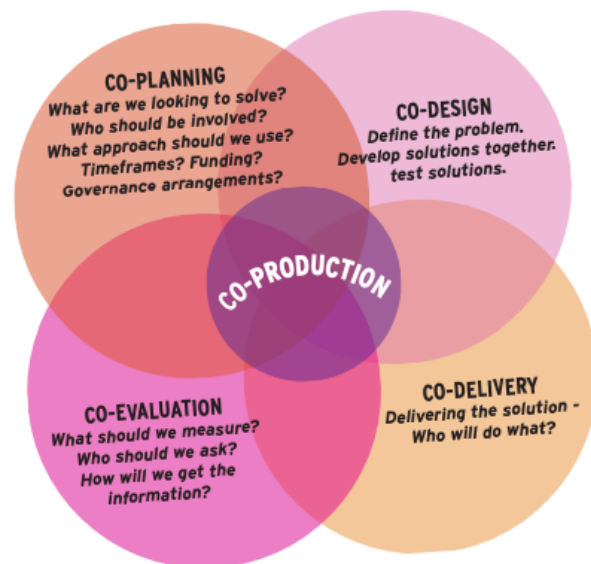 CO-PLANNING
What are we looking to solve?
Who should be involved?
What approach should we use?
Timeframes? Funding?
Governance arrangements?
CO-DESIGN
Define the problem.
Develop solutions together.
test solutions.
CO-PRODUCTION
CO-EVALUATION
What should we measure?
Who should we ask?
How will we get the
information?
CO-DELIVERY
Delivering the solution -
Who will do what?